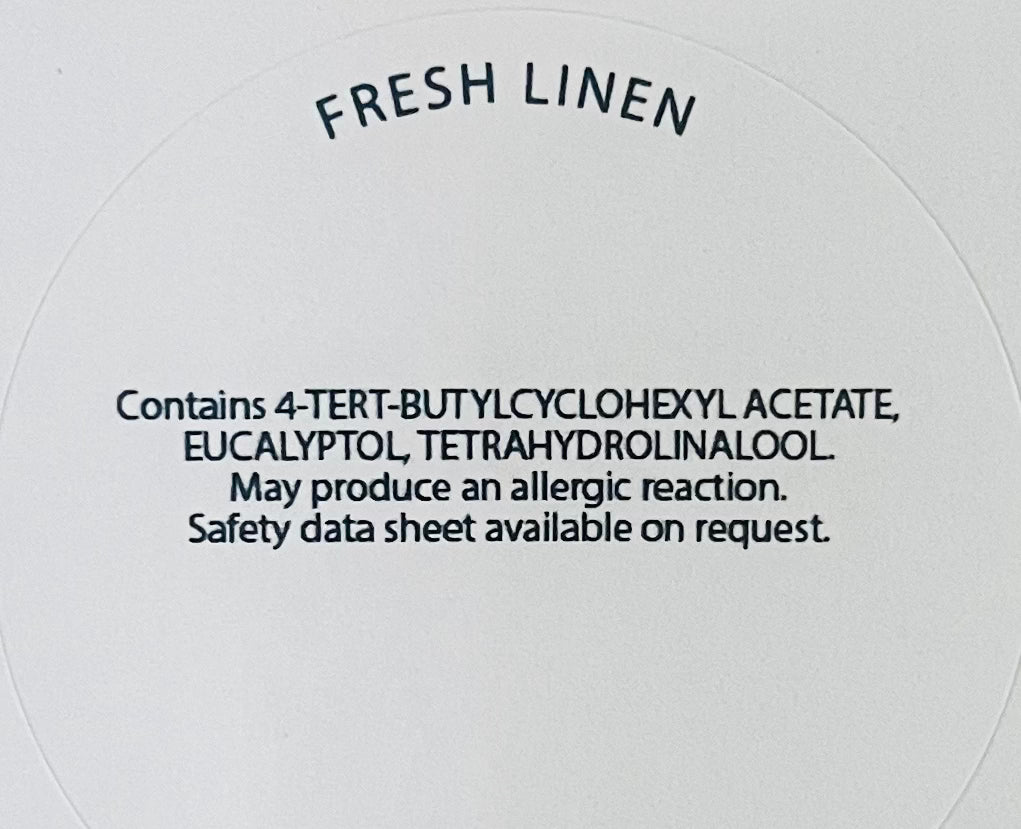 FRESH LINEN
Contains 4-TERT-BUTYLCYCLOHEXYL ACETATE,
EUCALYPTOL, TETRAHYDROLINALOOL.
May produce an allergic reaction.
Safety data sheet available on request.